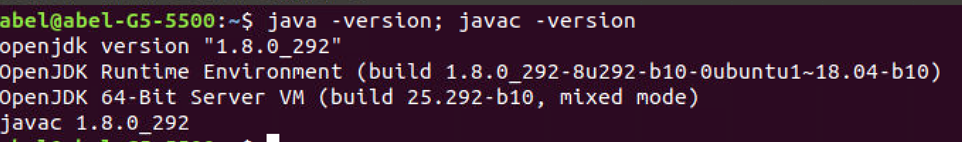 abel@abel-G5-5500:~$ java -version; javac -version
openjdk version "1.8.0_292"
OpenJDK Runtime Environment (build 1.8.0_292-8u292-b10-0ubuntu1~18.04-b10)
OpenJDK 64-Bit Server VM (build 25.292-b10, mixed mode)
javac 1.8.0_292